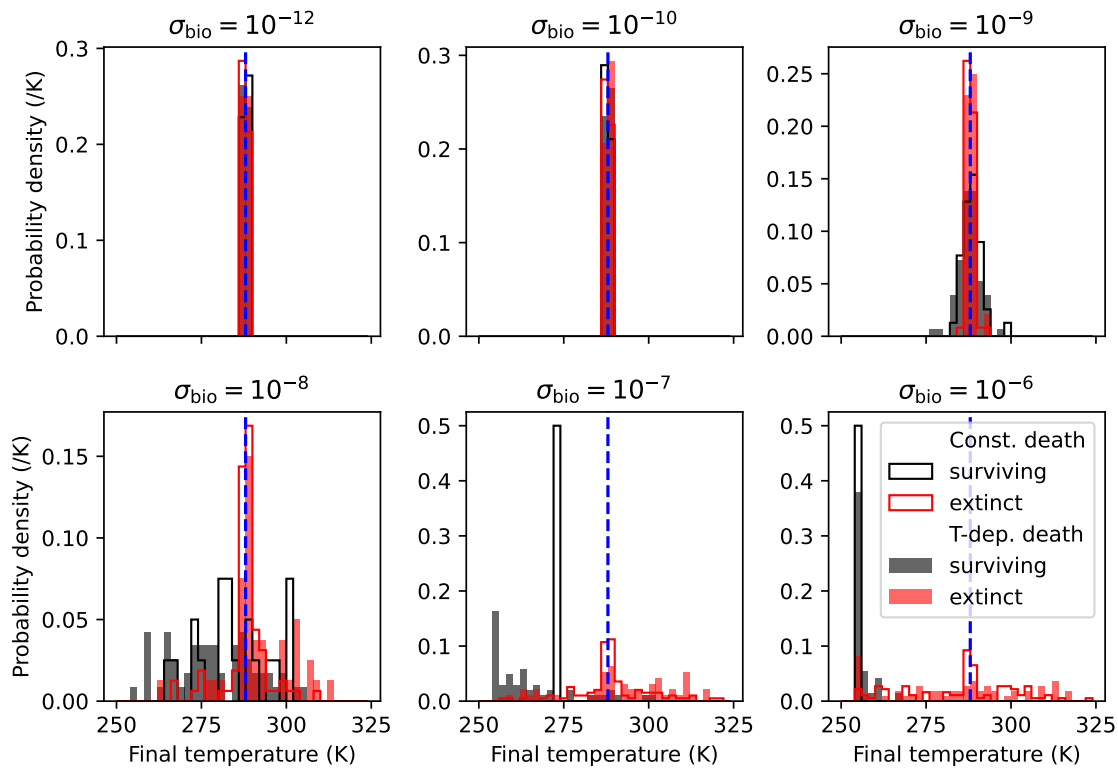 σbio = 10⁻¹²
σbio = 10⁻¹⁰
σbio = 10⁻⁹
Probability density (/K)
0.3
0.2
0.1
0.0
0.3
0.2
0.1
0.0
0.25
0.20
0.15
0.10
0.05
0.00
σbio = 10⁻⁸
σbio = 10⁻⁷
σbio = 10⁻⁶
Probability density (/K)
0.15
0.10
0.05
0.00
0.5
0.4
0.3
0.2
0.1
0.0
0.5
0.4
0.3
0.2
0.1
0.0
Const. death
surviving
extinct
T-dep. death
surviving
extinct
250 275 300 325
250 275 300 325
250 275 300 325
Final temperature (K)
Final temperature (K)
Final temperature (K)